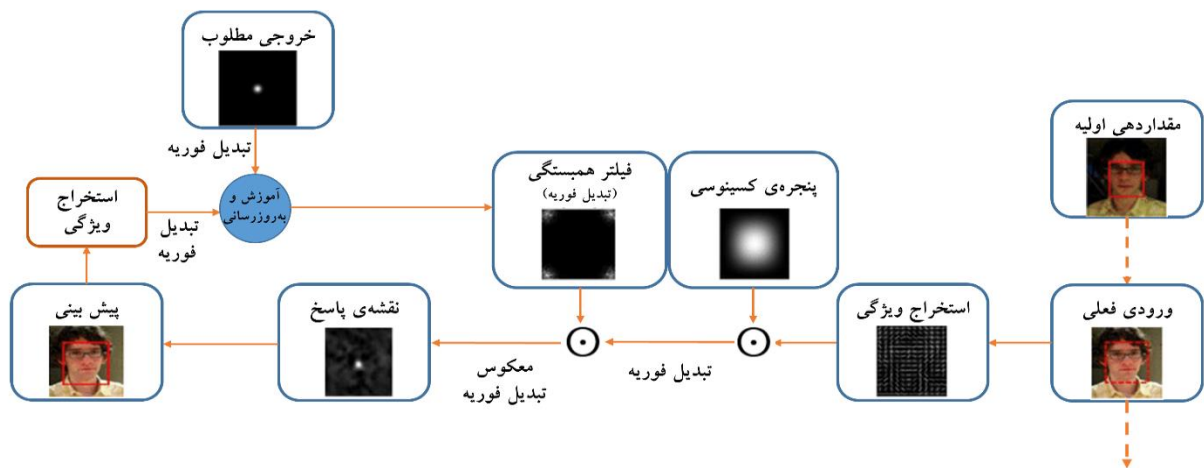 خروجی مطلوب
تبدیل فوریه
مقداردهی اولیه
فیلتر همبستگی
(تبدیل فوریه)
پنجره‌ی کسینوسی
آموزش و
به‌روزرسانی
استخراج
ویژگی
تبدیل
فوریه
ورودی فعلی
استخراج ویژگی
نقشه‌ی پاسخ
پیش بینی
تبدیل فوریه
معکوس
تبدیل فوریه